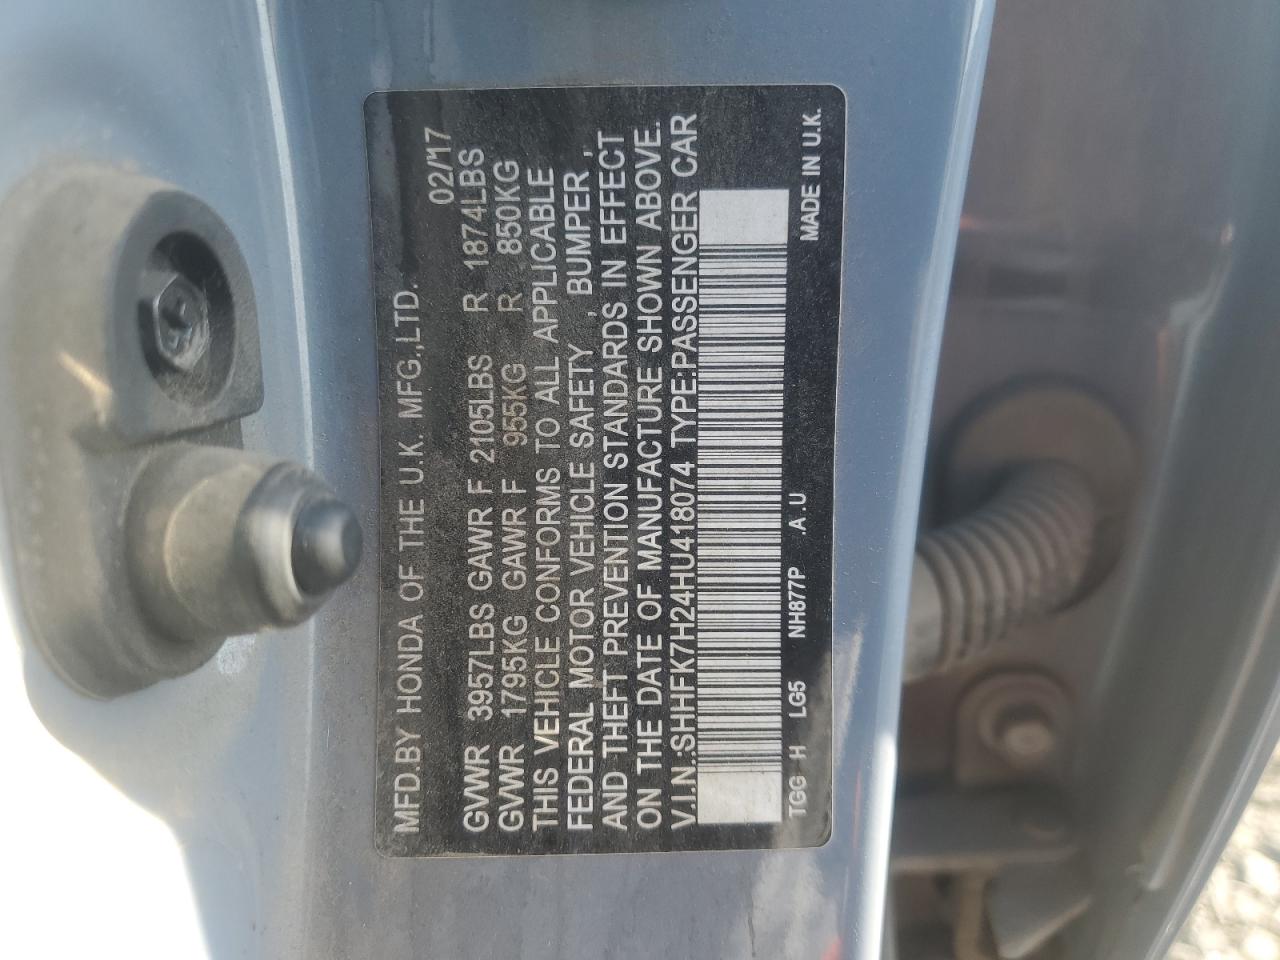 MFD.BY HONDA OF THE U.K. MFG.,LTD.
02/'17
GVWR 3957LBS GAWR F 2105LBS R 1874LBS
GVWR 1795KG GAWR F 955KG R 850KG
THIS VEHICLE CONFORMS TO ALL APPLICABLE
FEDERAL MOTOR VEHICLE SAFETY , BUMPER ,
AND THEFT PREVENTION STANDARDS IN EFFECT
ON THE DATE OF MANUFACTURE SHOWN ABOVE.
V.I.N.:SHHFK7H24HU418074 TYPE:PASSENGER CAR
TGG H LG5 NH877P .A.U MADE IN U.K.